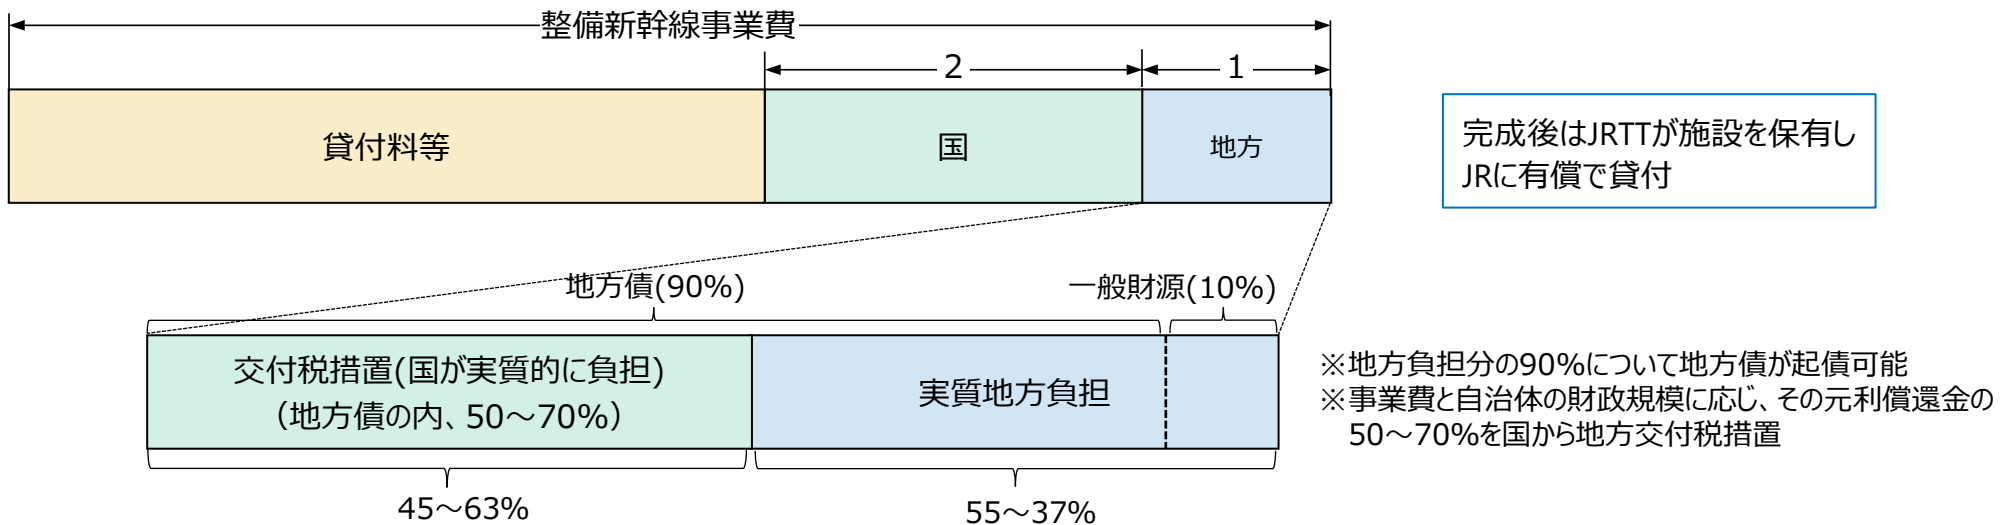 整備新幹線事業費
2
1
貸付料等
国
地方
完成後はJRTTが施設を保有し
JRに有償で貸付
地方債(90%)
一般財源(10%)
交付税措置(国が実質的に負担)
（地方債の内、50～70%）
実質地方負担
※地方負担分の90%について地方債が起債可能
※事業費と自治体の財政規模に応じ、その元利償還金の
50～70%を国から地方交付税措置
45～63%
55～37%